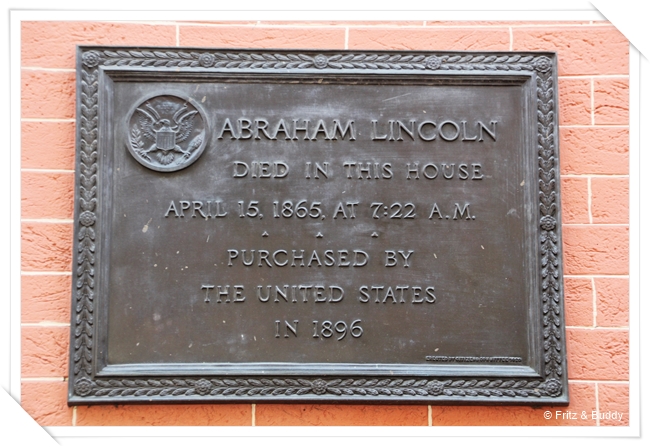 ABRAHAM LINCOLN
DIED IN THIS HOUSE
APRIL 15, 1865, AT 7:22 A.M.
PURCHASED BY
THE UNITED STATES
IN 1896
© Fritz & Buddy